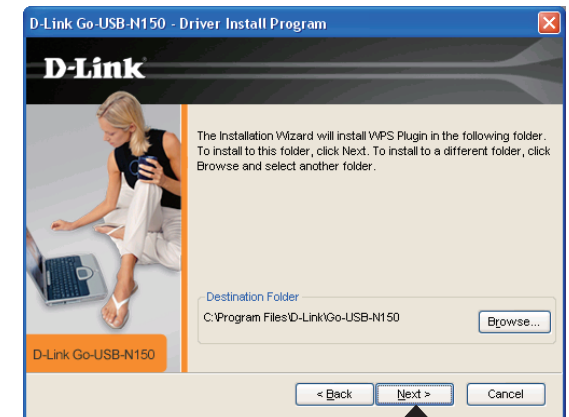 D-Link Go-USB-N150 - Driver Install Program
D-Link
The Installation Wizard will install WPS Plugin in the following folder.
To install to this folder, click Next. To install to a different folder, click
Browse and select another folder.
Destination Folder
C:\Program Files\D-Link\Go-USB-N150
Browse...
D-Link Go-USB-N150
< Back
Next >
Cancel